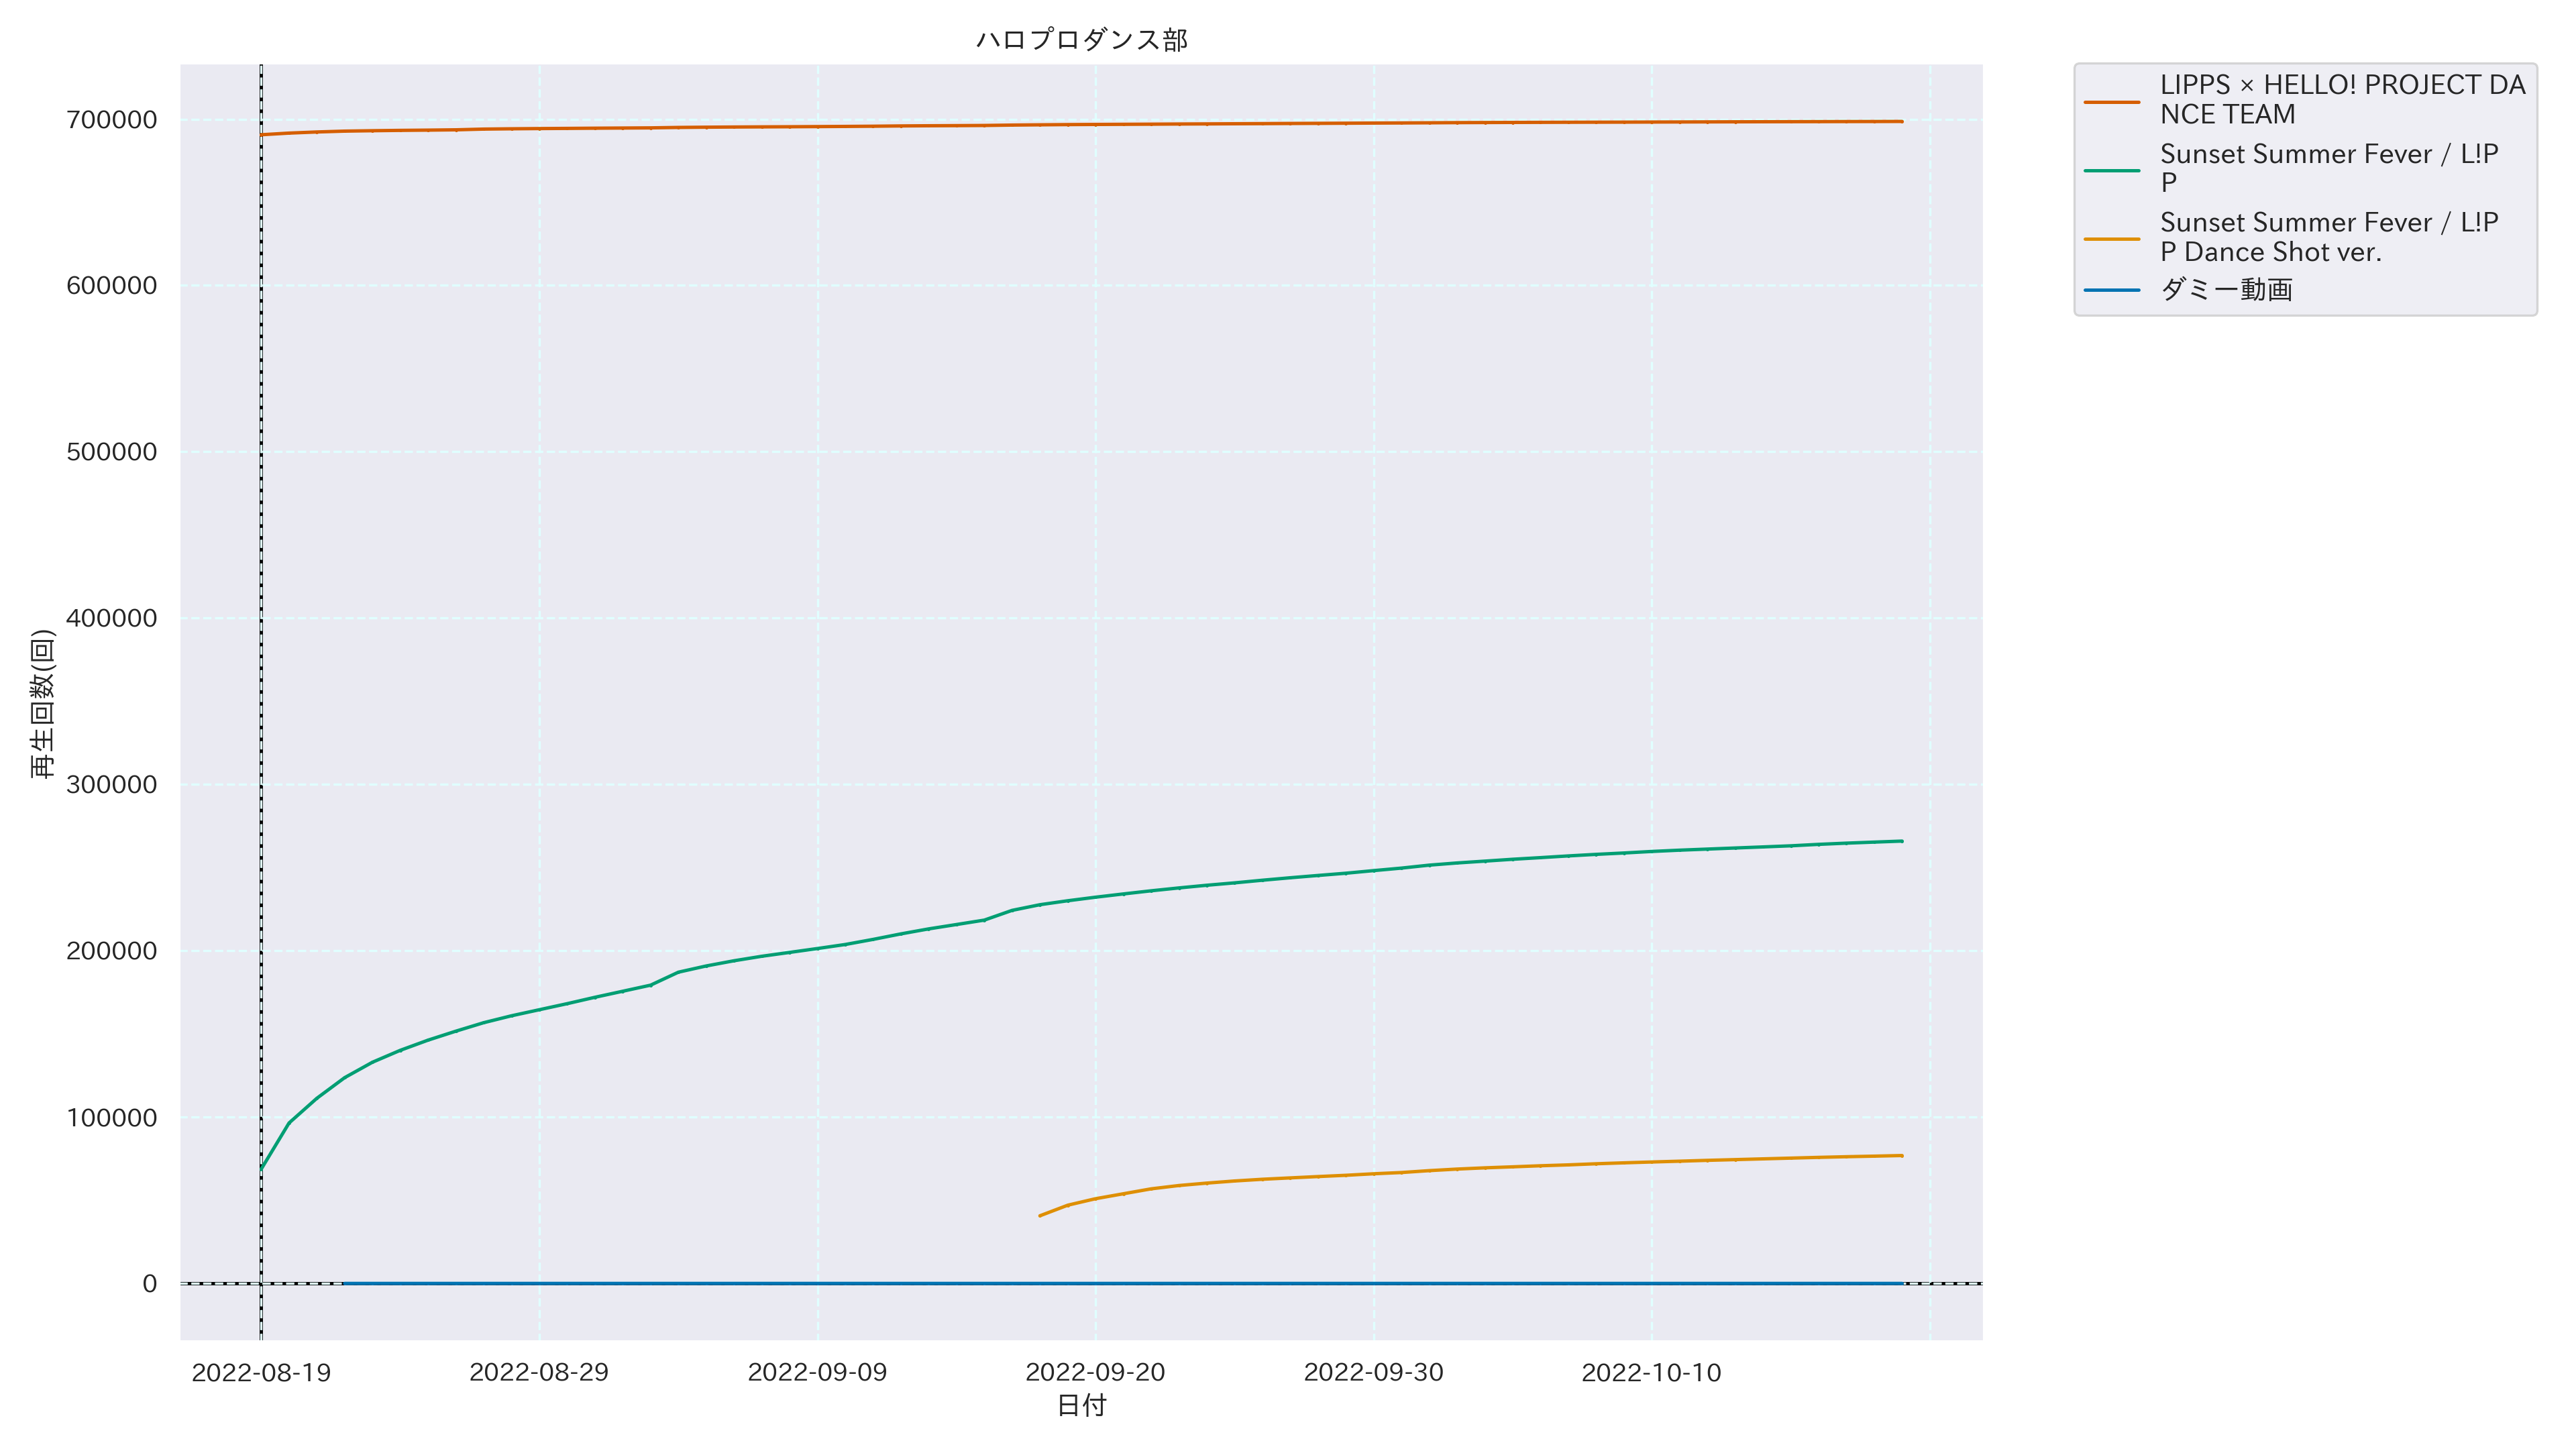 ハロプロダンス部
LIPPS × HELLO! PROJECT DA
NCE TEAM
Sunset Summer Fever / L!P
P
Sunset Summer Fever / L!P
P Dance Shot ver.
ダミー動画
再生回数(回)
700000
600000
500000
400000
300000
200000
100000
0
2022-08-19
2022-08-29
2022-09-09
2022-09-20
2022-09-30
2022-10-10
日付